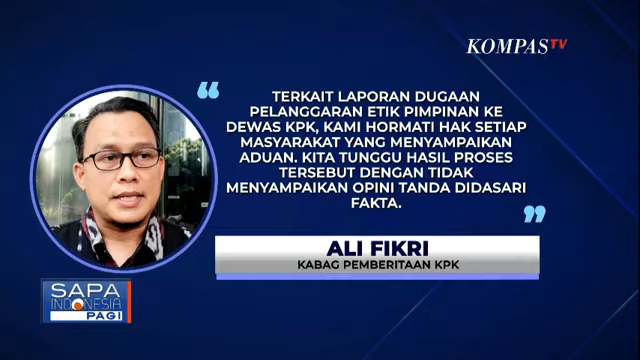 KOMPASTV
TERKAIT LAPORAN DUGAAN
PELANGGARAN ETIK PIMPINAN KE
DEWAS KPK, KAMI HORMATI HAK SETIAP
MASYARAKAT YANG MENYAMPAIKAN
ADUAN. KITA TUNGGU HASIL PROSES
TERSEBUT DENGAN TIDAK
MENYAMPAIKAN OPINI TANDA DIDASARI
FAKTA.
ALI FIKRI
KABAG PEMBERITAAN KPK
SAPA
INDONESIA
PAGI